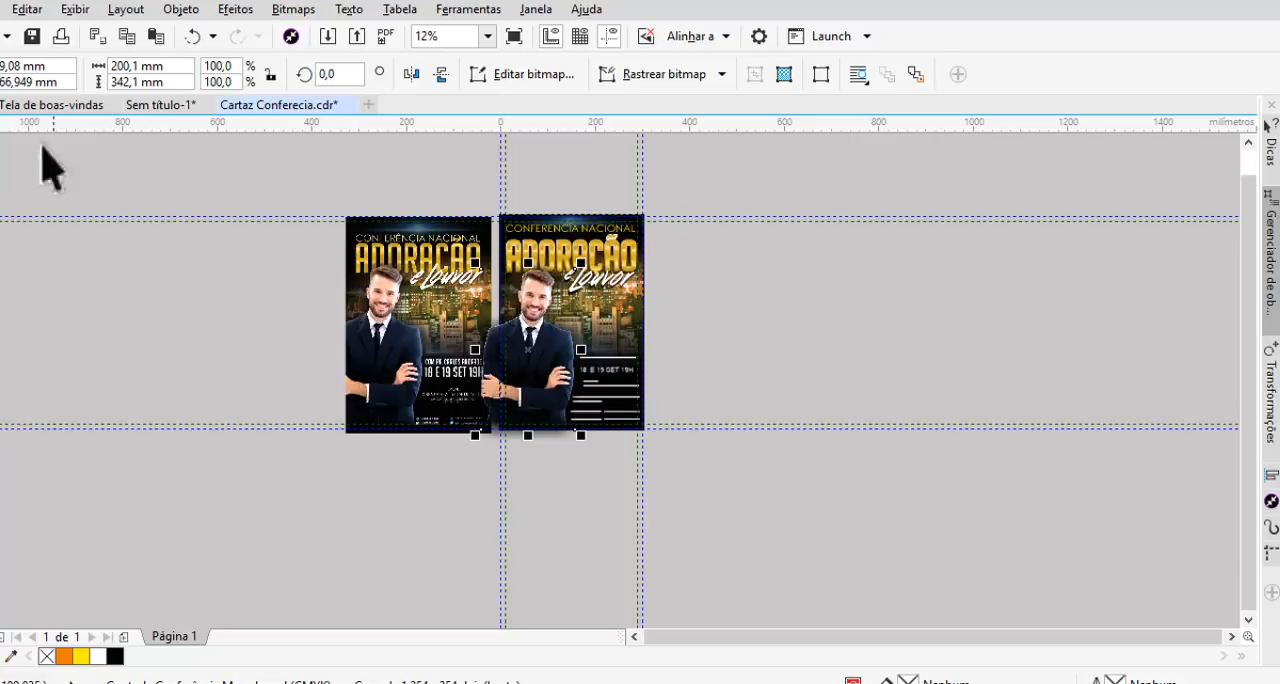 Editar Exibir Layout Objeto Efeitos Bitmaps Texto Tabela Ferramentas Janela Ajuda
PDF 12% Alinhar a Launch
9,08 mm 200,1 mm 100,0 % 0,0 Editar bitmap... Rastrear bitmap
66,949 mm 342,1 mm 100,0 %
Tela de boas-vindas Sem título-1* Cartaz Conferecia.cdr*
1000 800 600 400 200 0 200 400 600 800 1000 1200 1400 milímetros
Dicas
Gerenciador de ob...
Transformações
CONFERÊNCIA NACIONAL
ADORAÇÃO
e Louvor
18 E 19 SET 19H
CONFERENCIA NACIONAL
ADORAÇÃO
e Louvor
18 E 19 SET 19H
1 de 1 Página 1